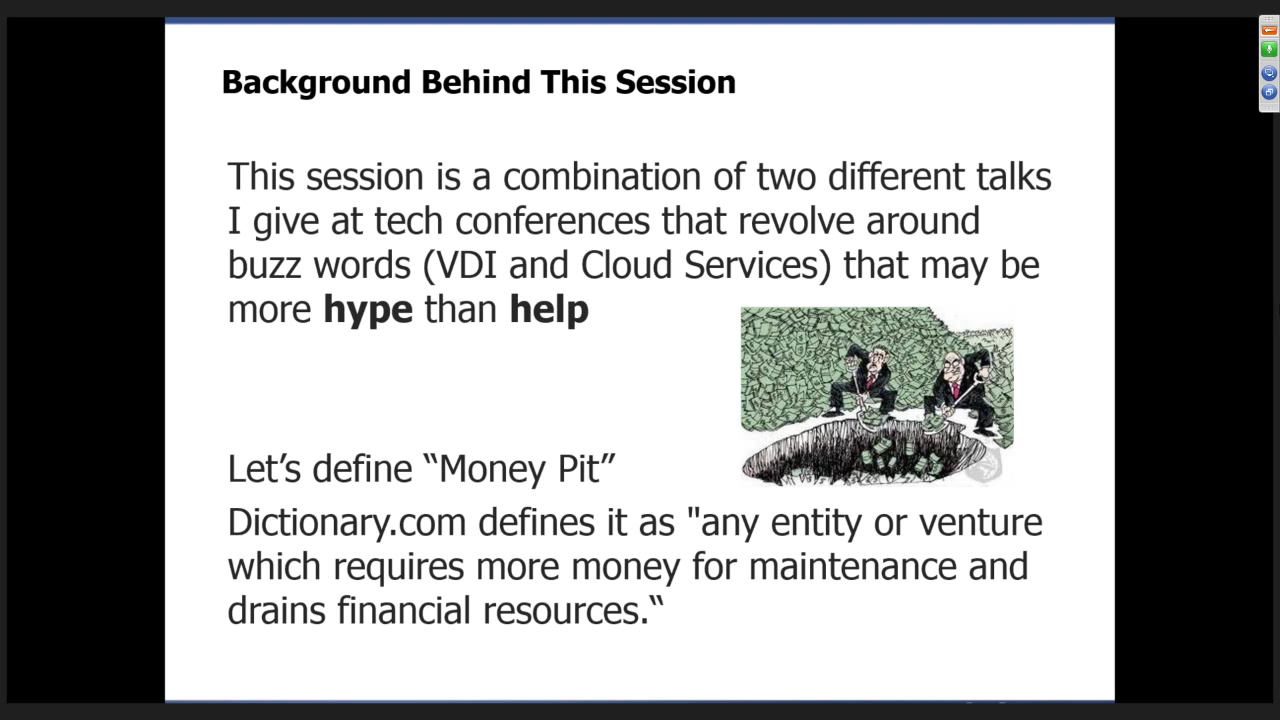 Background Behind This Session
This session is a combination of two different talks
I give at tech conferences that revolve around
buzz words (VDI and Cloud Services) that may be
more hype than help
Let’s define “Money Pit”
Dictionary.com defines it as "any entity or venture
which requires more money for maintenance and
drains financial resources.“